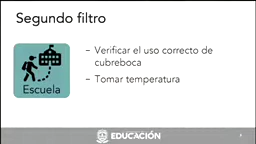 Segundo filtro
– Verificar el uso correcto de
cubreboca
– Tomar temperatura
Escuela
EDUCACIÓN